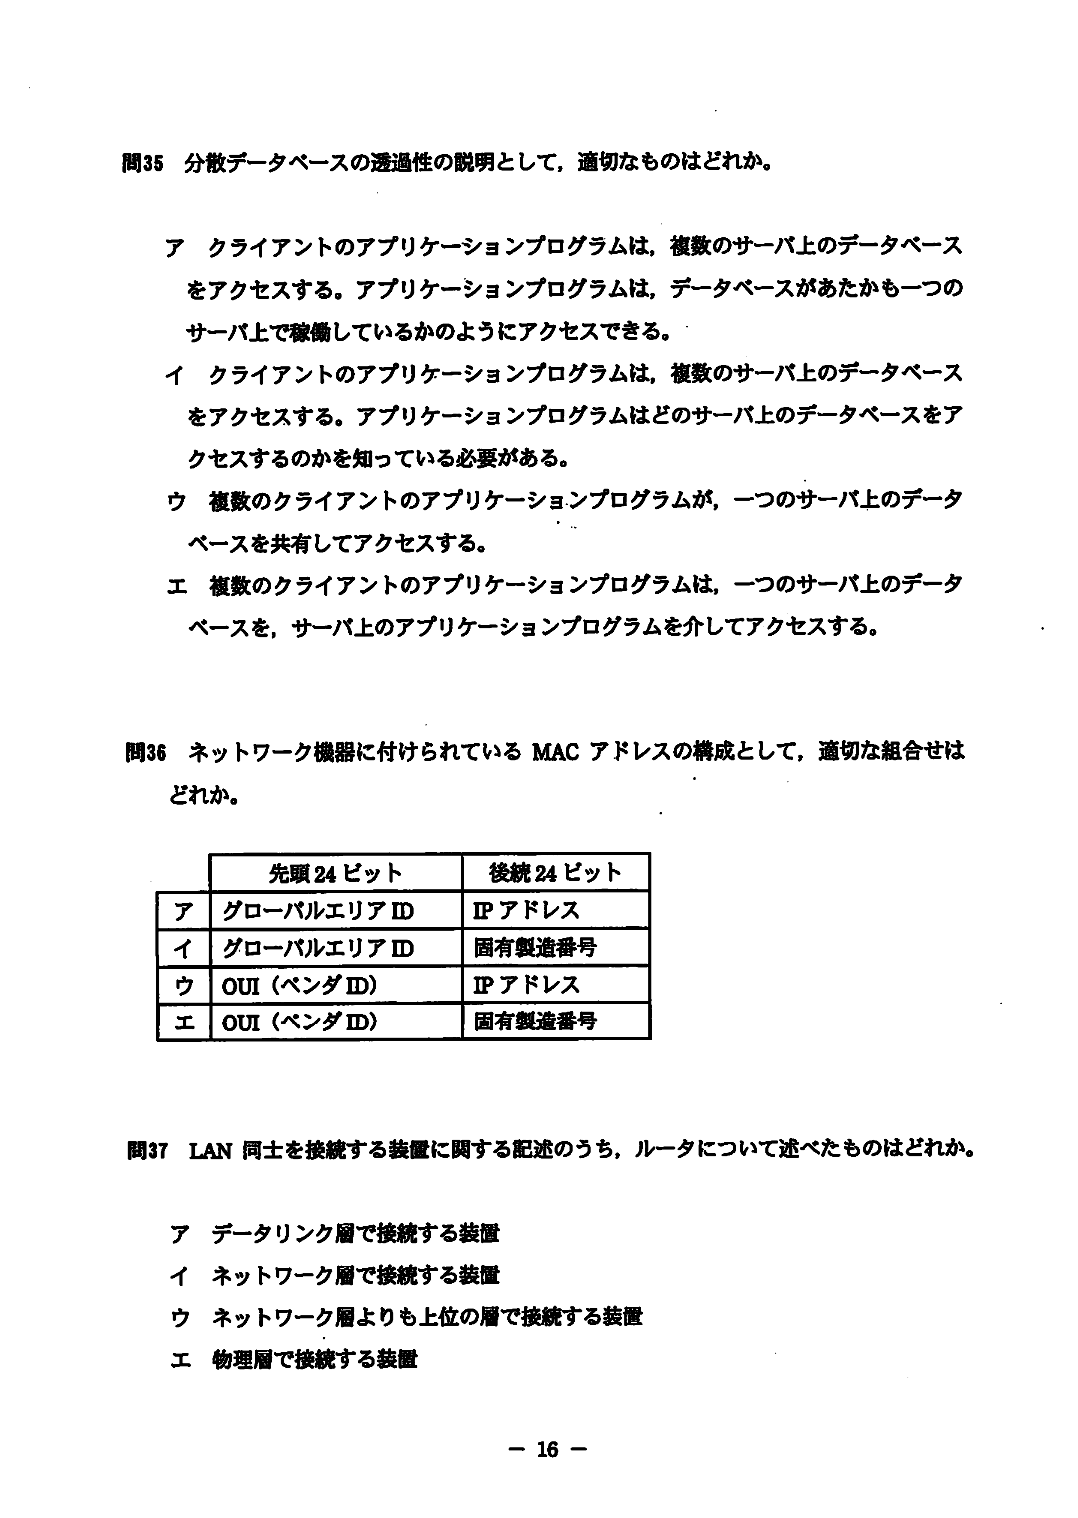 問35 分散データベースの透過性の説明として，適切なものはどれか。
ア クライアントのアプリケーションプログラムは，複数のサーバ上のデータベース
をアクセスする。アプリケーションプログラムは，データベースがあたかも一つの
サーバ上で稼働しているかのようにアクセスできる。
イ クライアントのアプリケーションプログラムは，複数のサーバ上のデータベース
をアクセスする。アプリケーションプログラムはどのサーバ上のデータベースをア
クセスするのかを知っている必要がある。
ウ 複数のクライアントのアプリケーションプログラムが，一つのサーバ上のデータ
ベースを共有してアクセスする。
エ 複数のクライアントのアプリケーションプログラムは，一つのサーバ上のデータ
ベースを，サーバ上のアプリケーションプログラムを介してアクセスする。
問36 ネットワーク機器に付けられている MAC アドレスの構成として，適切な組合せは
どれか。
先頭24ビット 後続24ビット
ア グローバルエリアID IPアドレス
イ グローバルエリアID 固有製造番号
ウ OUI（ベンダID） IPアドレス
エ OUI（ベンダID） 固有製造番号
問37 LAN 同士を接続する装置に関する記述のうち，ルータについて述べたものはどれか。
ア データリンク層で接続する装置
イ ネットワーク層で接続する装置
ウ ネットワーク層よりも上位の層で接続する装置
エ 物理層で接続する装置
－ 16 －